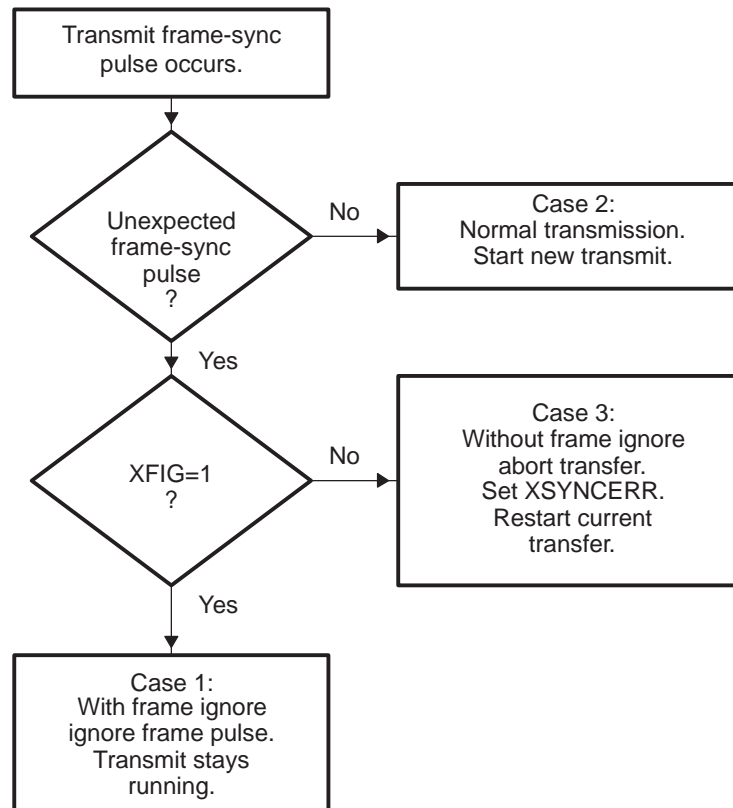 Transmit frame-sync
pulse occurs.
Unexpected
frame-sync
pulse
?
No
Case 2:
Normal transmission.
Start new transmit.
Yes
XFIG=1
?
No
Case 3:
Without frame ignore
abort transfer.
Set XSYNCERR.
Restart current
transfer.
Yes
Case 1:
With frame ignore
ignore frame pulse.
Transmit stays
running.